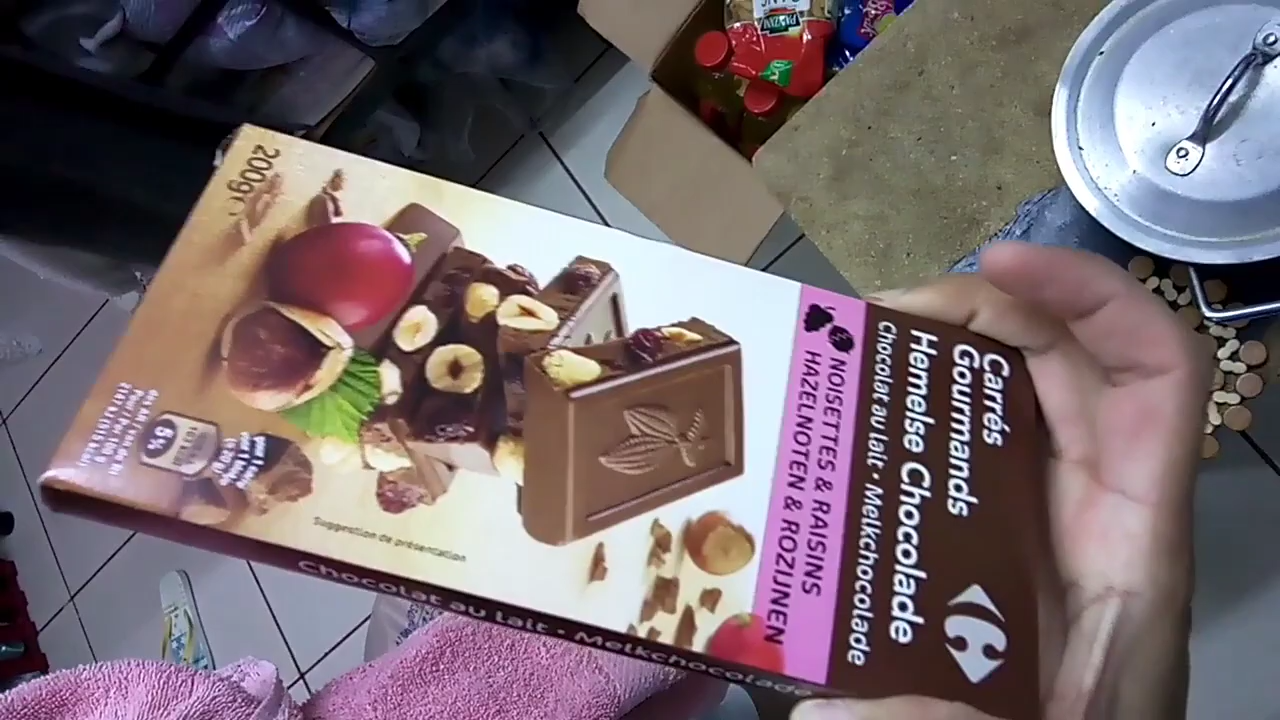 Carrés
Gourmands
Hemelse Chocolade
Chocolat au lait • Melkchocolade
NOISETTES & RAISINS
HAZELNOTEN & ROZIJNEN
200g
Suggestion de présentation
Chocolat au lait • Melkchocolade
PANZANI